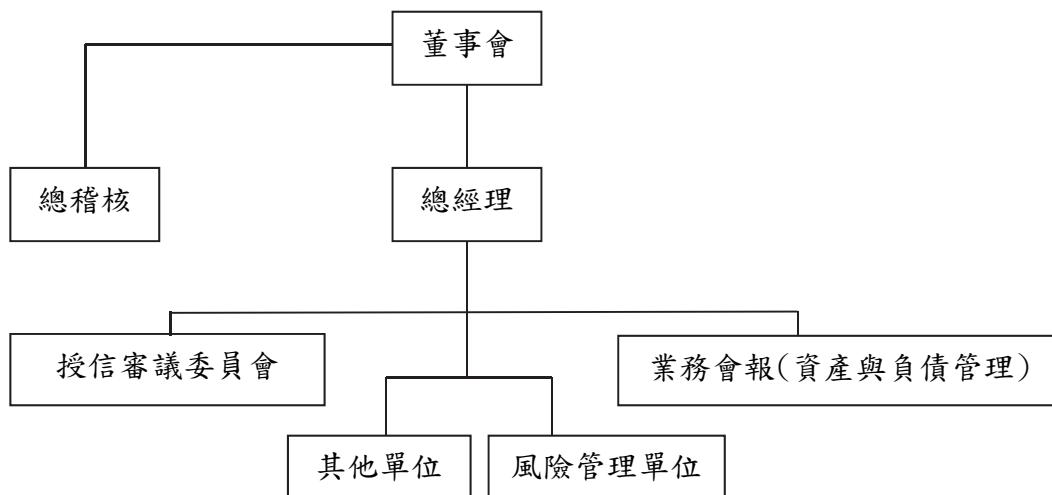 董事會
總稽核
總經理
授信審議委員會
業務會報(資產與負債管理)
其他單位
風險管理單位